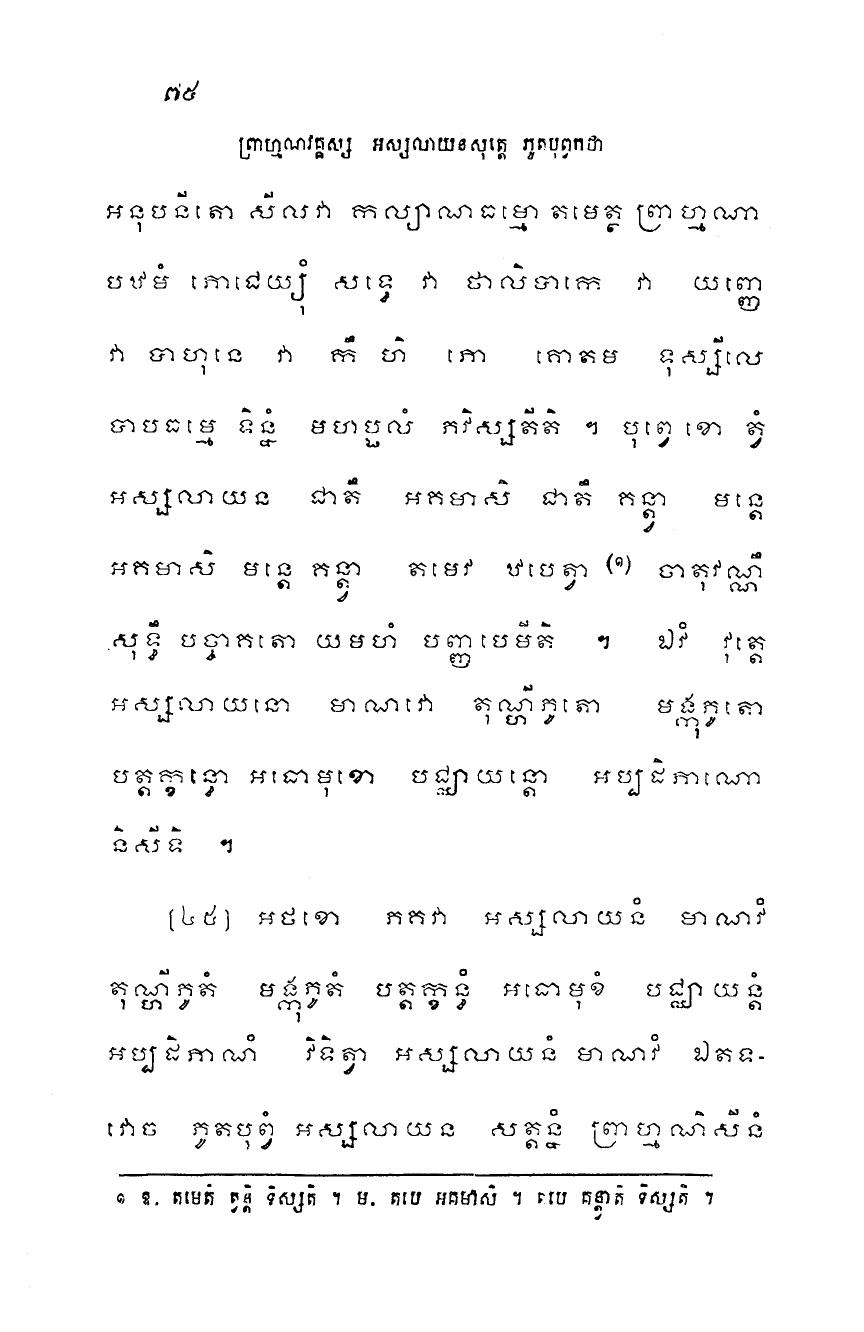 ៧៥
ព្រាហ្មណវគ្គស្ស អស្សលាយនសុត្តេ ភូតបុព្វកថា
អនុបនីតោ សីលវា កល្យាណធម្មោ តមេត្ថ ព្រាហ្មណា
បឋមំ ភោជេយ្យុំ សទ្ធេ វា ថាលិបាកេ វា យញ្ញេ
វា បាហុនេ វា កឹ ហិ ភោ គោតម ទុស្សីលេ
បាបធម្មេ ទិន្នំ មហប្ផលំ ភវិស្សតីតិ ។ បុព្វេ ខោ ត្វំ
អស្សលាយន ជាតឹ អគមាសិ ជាតឹ គន្ត្វា មន្តេ
អគមាសិ មន្តេ គន្ត្វា តមេវ ឋបេត្វា (១) ចាតុវណ្ណឹ
សុទ្ធឹ បច្ចាគតោ យមហំ បញ្ញបេមីតិ ។ ឯវំ វុត្តេ
អស្សលាយនោ មាណវោ តុណ្ហីភូតោ មង្កុភូតោ
បត្តក្ខន្ធោ អធោមុខោ បជ្ឈាយន្តោ អប្បដិភាណោ
និសីទិ ។
[៤៥] អថខោ ភគវា អស្សលាយនំ មាណវំ
តុណ្ហីភូតំ មង្កុភូតំ បត្តក្ខន្ធំ អធោមុខំ បជ្ឈាយន្តំ
អប្បដិភាណំ វិទិត្វា អស្សលាយនំ មាណវំ ឯតទ-
វោច ភូតបុព្វំ អស្សលាយន សត្តន្នំ ព្រាហ្មណិសីនំ
១ ឱ. តមេតំ ត្វន្តិ ទិស្សតិ ។ ម. តបេ អគមាសិ ។ តបេ គន្ត្វាតិ ទិស្សតិ ។